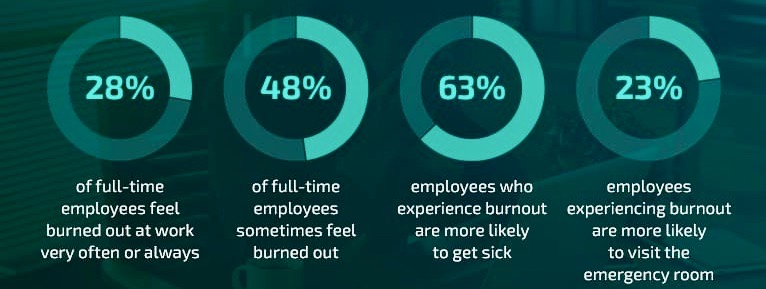 28%
of full-time
employees feel
burned out at work
very often or always
48%
of full-time
employees
sometimes feel
burned out
63%
employees who
experience burnout
are more likely
to get sick
23%
employees
experiencing burnout
are more likely
to visit the
emergency room